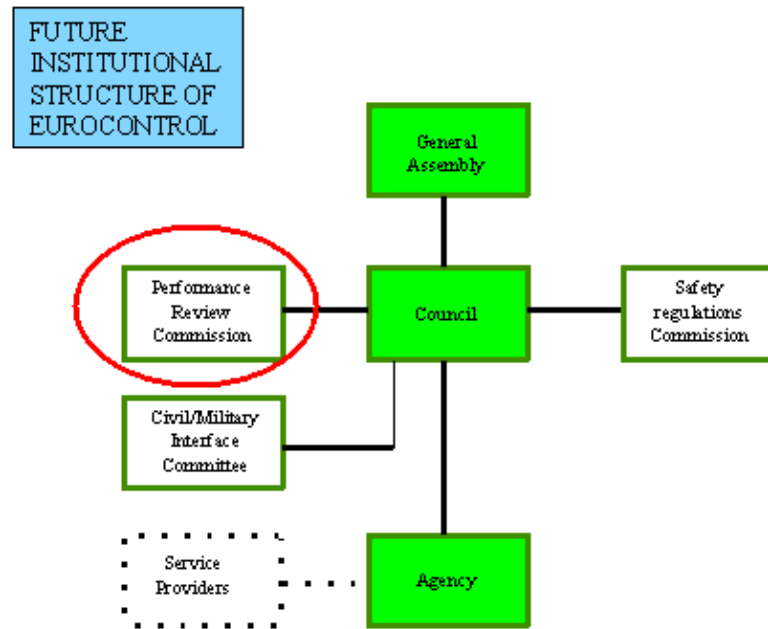 FUTURE
INSTITUTIONAL
STRUCTURE OF
EUROCONTROL
General
Assembly
Performance
Review
Commission
Council
Safety
regulations
Commission
Civil/Military
Interface
Committee
Service
Providers
Agency